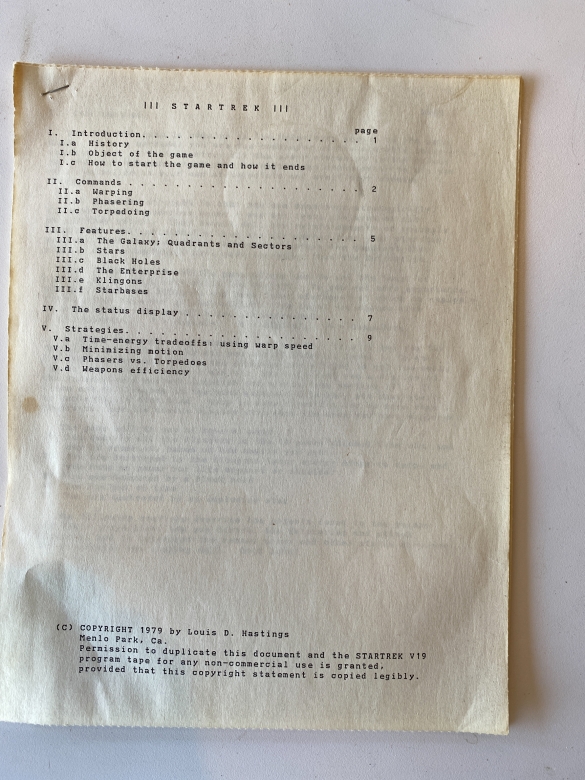 ||| S T A R T R E K |||
page
I. Introduction. . . . . . . . . . . . . . . . . . . . 1
I.a History
I.b Object of the game
I.c How to start the game and how it ends
II. Commands . . . . . . . . . . . . . . . . . . . . . 2
II.a Warping
II.b Phasering
II.c Torpedoing
III. Features. . . . . . . . . . . . . . . . . . . . . 5
III.a The Galaxy; Quadrants and Sectors
III.b Stars
III.c Black Holes
III.d The Enterprise
III.e Klingons
III.f Starbases
IV. The status display . . . . . . . . . . . . . . . . 7
V. Strategies. . . . . . . . . . . . . . . . . . . . . 9
V.a Time-energy tradeoffs: using warp speed
V.b Minimizing motion
V.c Phasers vs. Torpedoes
V.d Weapons efficiency
(C) COPYRIGHT 1979 by Louis D. Hastings
Menlo Park, Ca.
Permission to duplicate this document and the STARTREK V19
program tape for any non-commercial use is granted,
provided that this copyright statement is copied legibly.